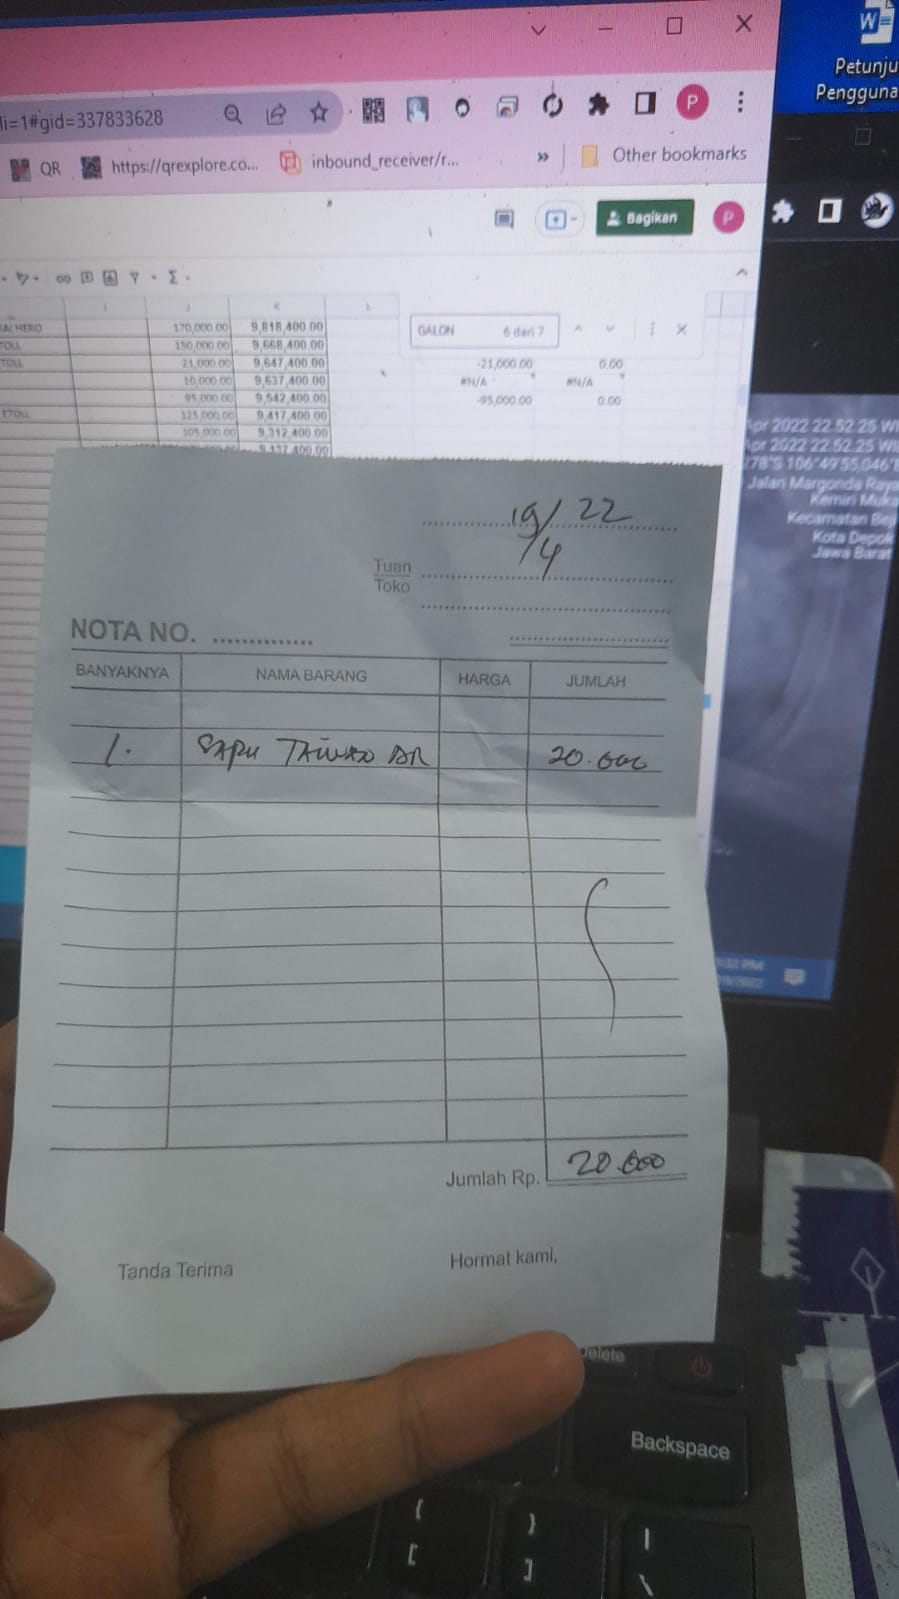 Petunju
Pengguna
li=1#gid=337833628
P
QR
https://qrexplore.co...
inbound_receiver/r...
»
Other bookmarks
Bagikan
P
J
K
L
170,000.00 9,818,400.00
TOLL 150,000.00 9,668,400.00
TOLL 21,000.00 9,647,400.00
10,000.00 9,637,400.00
95,000.00 9,542,400.00
ETOLL 125,000.00 9,417,400.00
105,000.00 9,312,400.00
9,137,400.00
GALON 6 dari 7
-21,000.00 0.00
#N/A #N/A
-95,000.00 0.00
Apr 2022 22.52.25 WI
Apr 2022 22.52.25 WI
278"S 106°49'55,046"E
Jalan Margonda Raya
Kemiri Muka
Kecamatan Beji
Kota Depok
Jawa Barat
19/4 22
Tuan
Toko
NOTA NO.
BANYAKNYA NAMA BARANG HARGA JUMLAH
1. SAPU TAIWAN 20.000
Jumlah Rp. 20.000
Tanda Terima Hormat kami,
Delete
Backspace
{
[
}
]
|
\